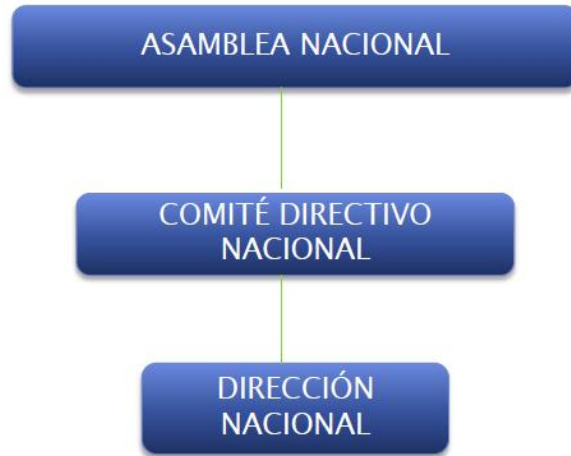 ASAMBLEA NACIONAL
COMITÉ DIRECTIVO
NACIONAL
DIRECCIÓN
NACIONAL